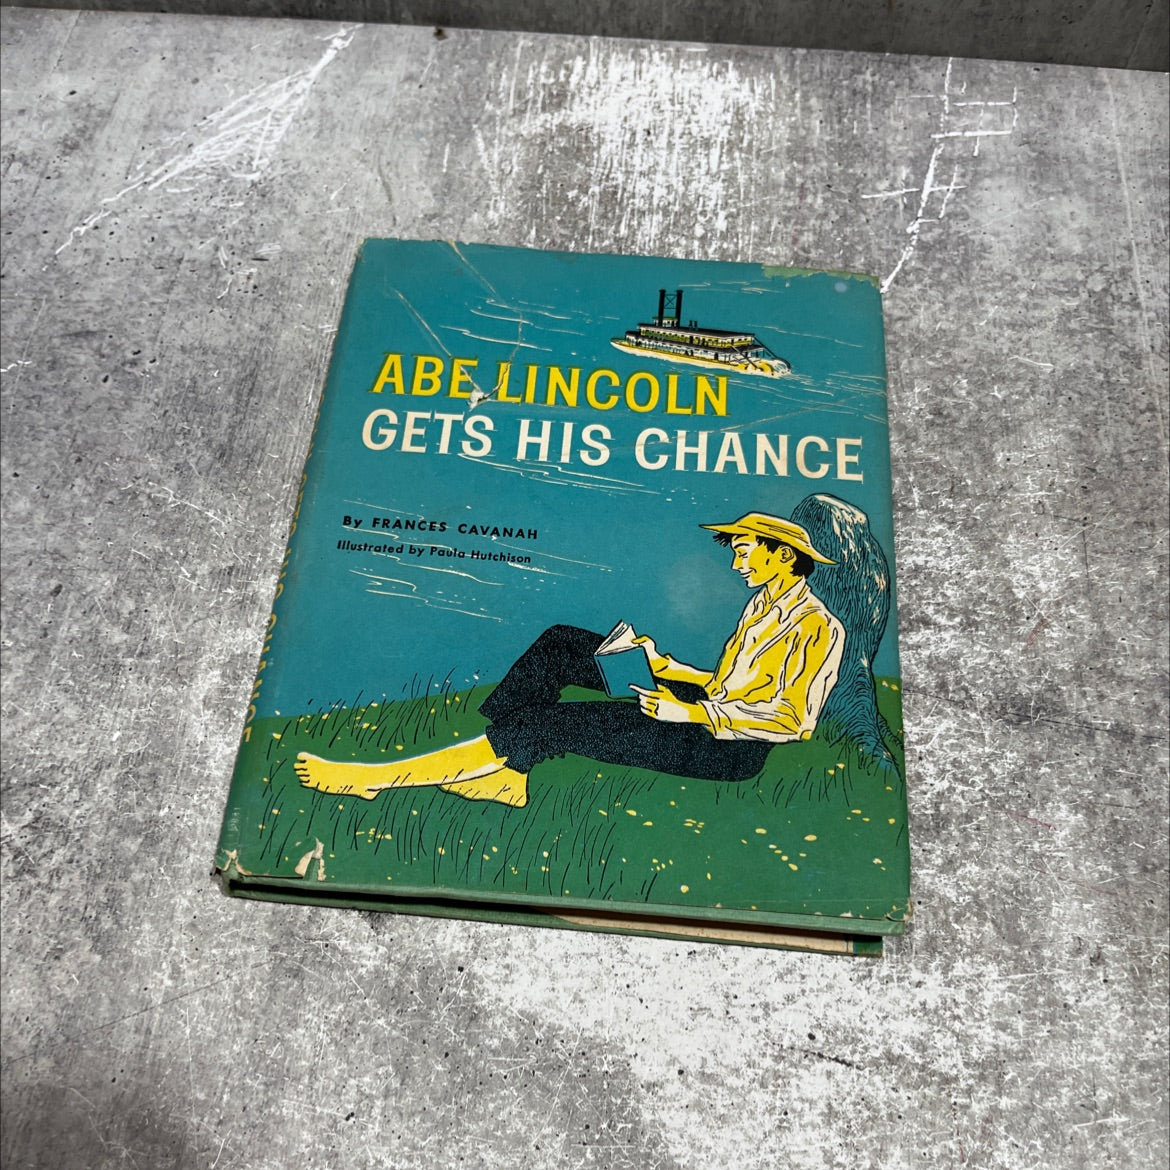 ABE LINCOLN
GETS HIS CHANCE
By FRANCES CAVANAH
Illustrated by Paula Hutchison